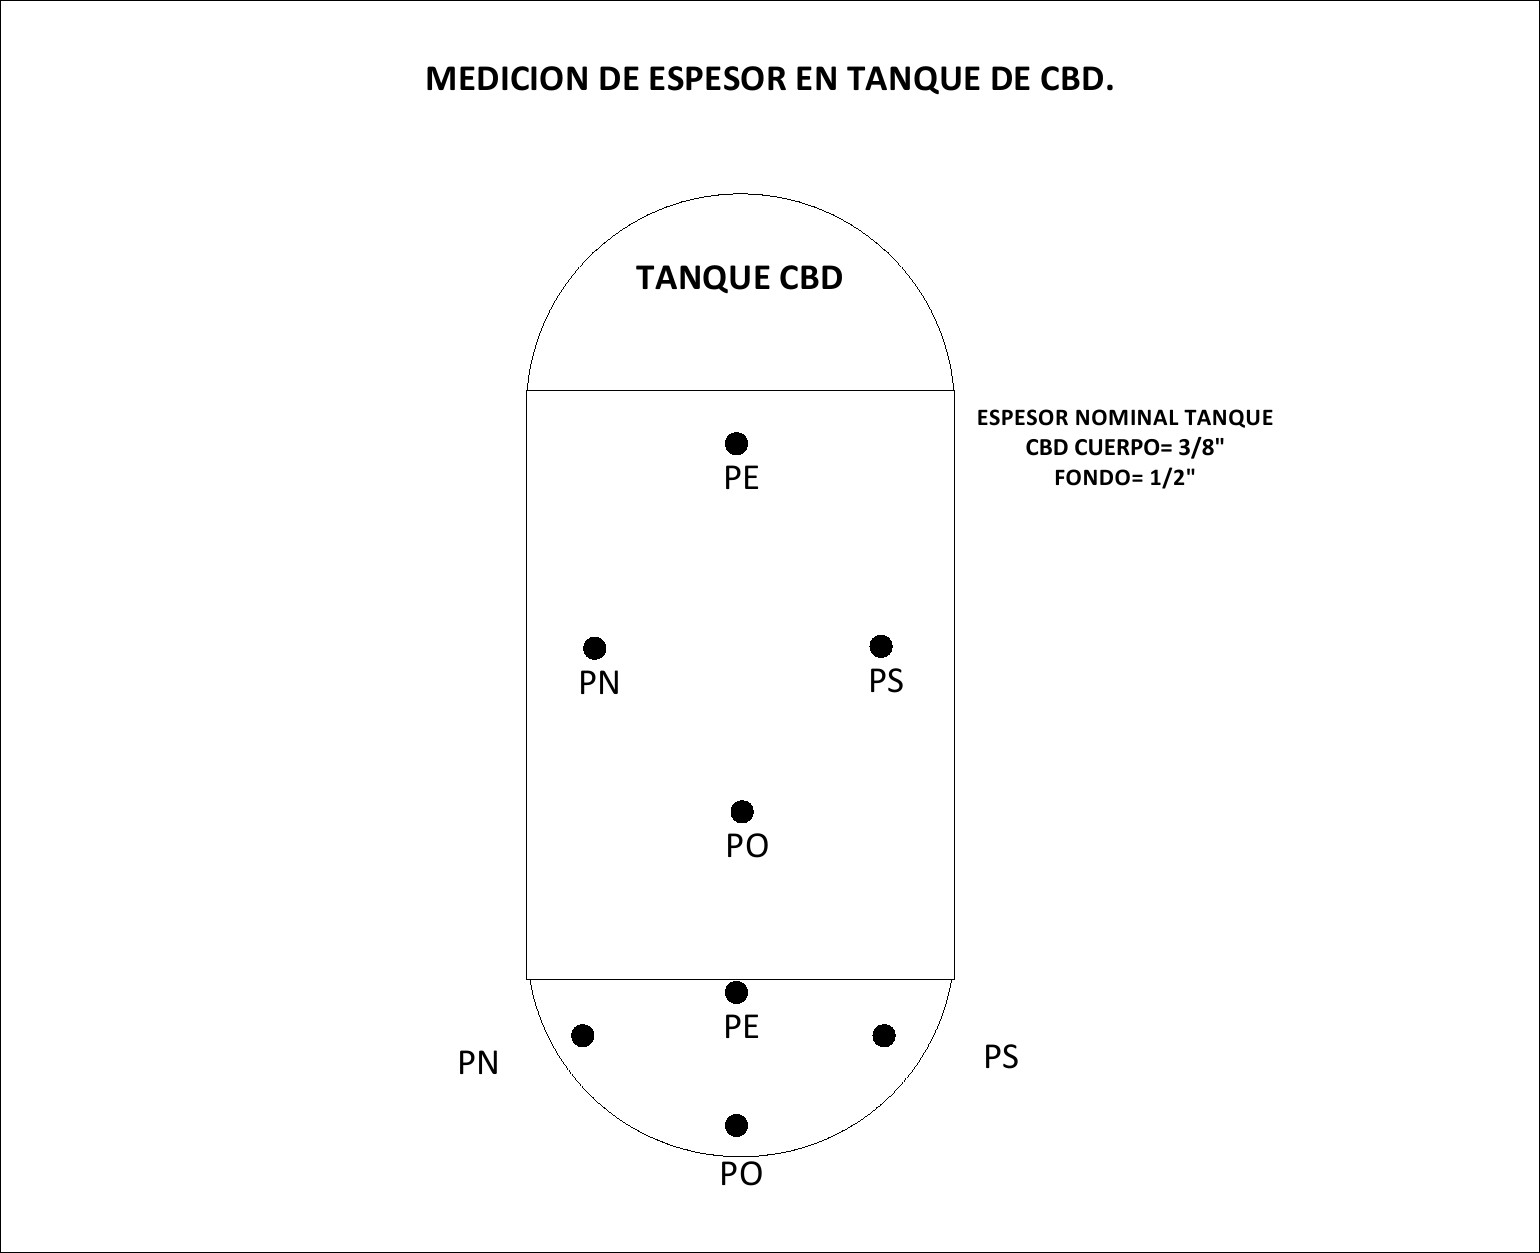 MEDICION DE ESPESOR EN TANQUE DE CBD.
TANQUE CBD
ESPESOR NOMINAL TANQUE
CBD CUERPO= 3/8"
FONDO= 1/2"
PE
PN
PS
PO
PE
PN
PS
PO